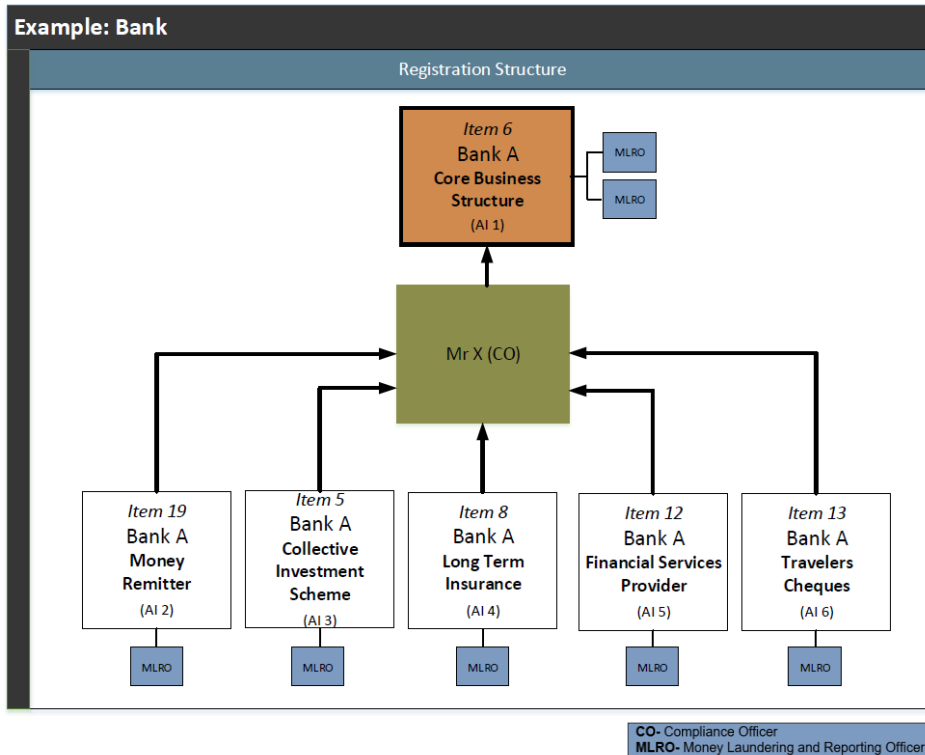 Example: Bank
Registration Structure
Item 6
Bank A
Core Business
Structure
(AI 1)
MLRO
MLRO
Mr X (CO)
Item 19
Bank A
Money
Remitter
(AI 2)
Item 5
Bank A
Collective
Investment
Scheme
(AI 3)
Item 8
Bank A
Long Term
Insurance
(AI 4)
Item 12
Bank A
Financial Services
Provider
(AI 5)
Item 13
Bank A
Travelers
Cheques
(AI 6)
MLRO
MLRO
MLRO
MLRO
MLRO
CO- Compliance Officer
MLRO- Money Laundering and Reporting Officer